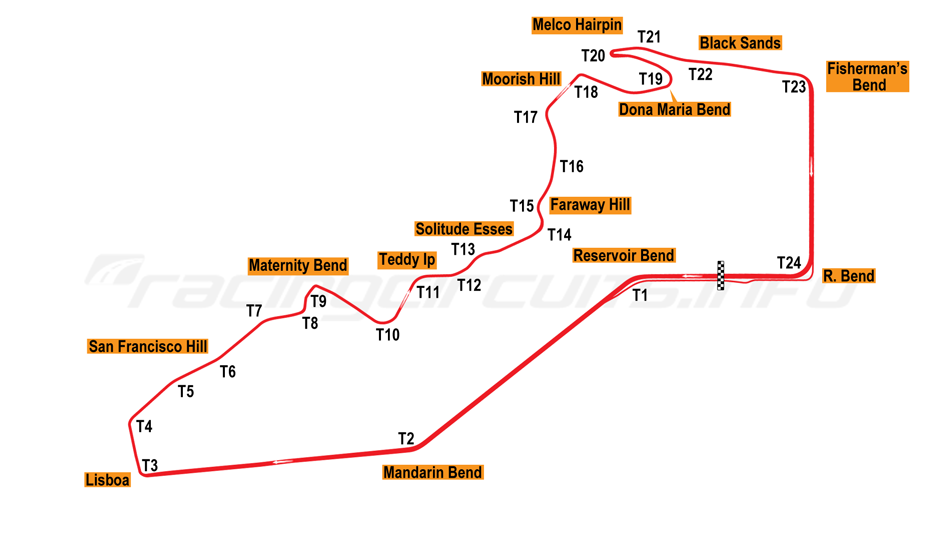 Melco Hairpin
T21
Black Sands
T20
Fisherman's
Bend
T22
Moorish Hill
T19
T18
T23
Dona Maria Bend
T17
T16
T15
Faraway Hill
Solitude Esses
T14
T13
Reservoir Bend
Teddy Ip
Maternity Bend
T24
R. Bend
T12
T11
T1
T9
T7
T8
T10
racingcircuits.info
San Francisco Hill
T6
T5
T4
T2
T3
Mandarin Bend
Lisboa